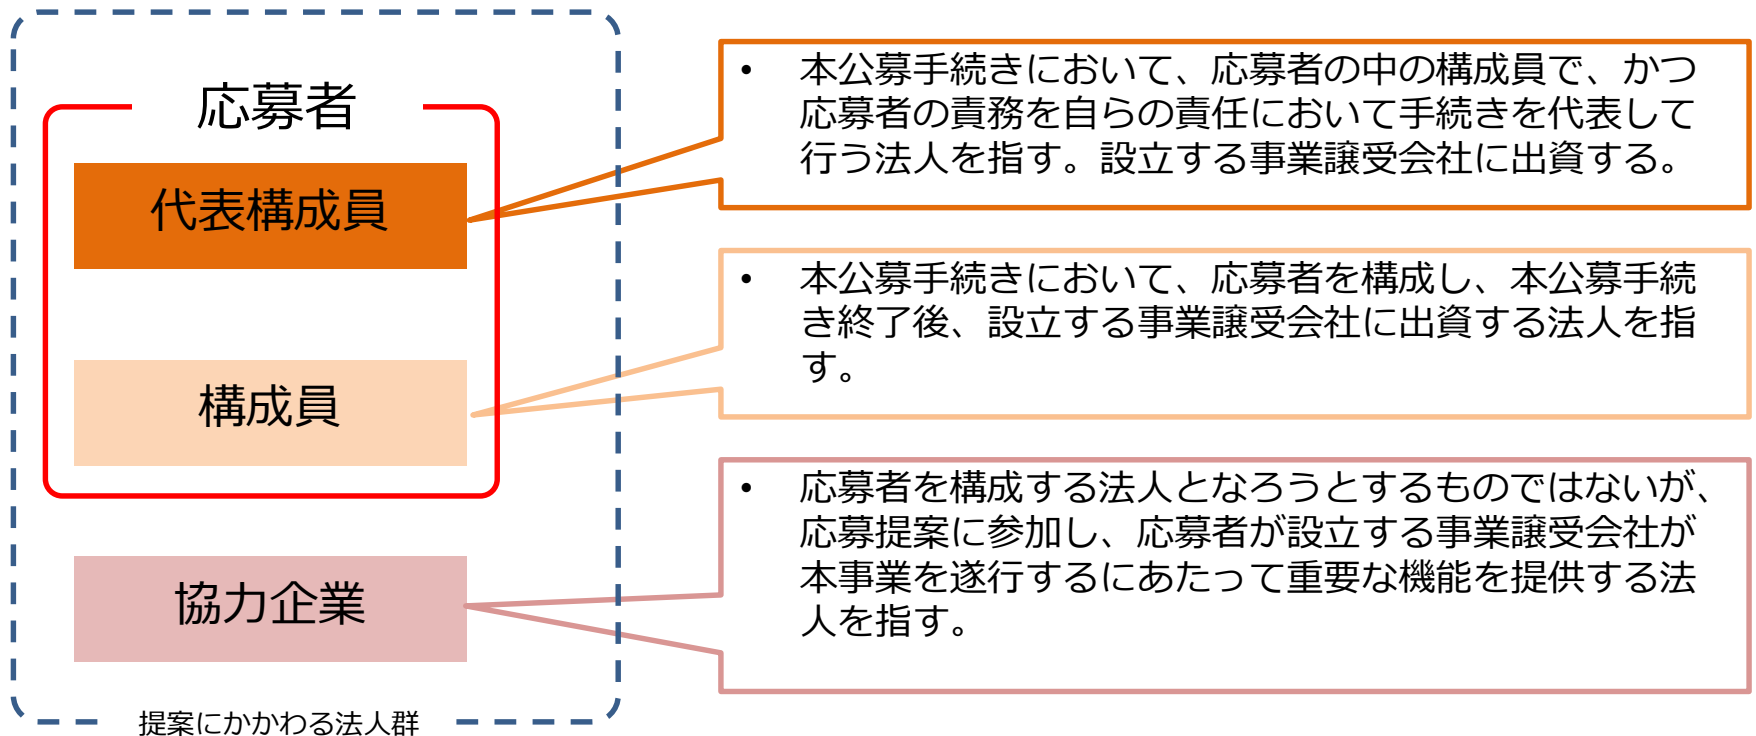 応募者
代表構成員
構成員
協力企業
提案にかかわる法人群
• 本公募手続きにおいて、応募者の中の構成員で、かつ
応募者の責務を自らの責任において手続きを代表して
行う法人を指す。設立する事業譲受会社に出資する。
• 本公募手続きにおいて、応募者を構成し、本公募手続
き終了後、設立する事業譲受会社に出資する法人を指
す。
• 応募者を構成する法人となろうとするものではないが、
応募提案に参加し、応募者が設立する事業譲受会社が
本事業を遂行するにあたって重要な機能を提供する法
人を指す。